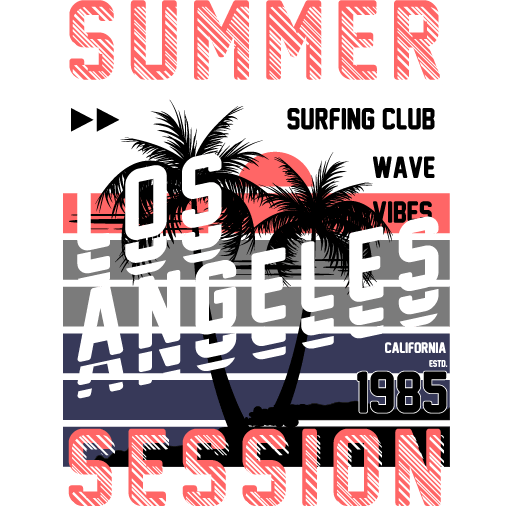 SUMMER
SURFING CLUB
WAVE
VIBES
LOS
ANGELES
CALIFORNIA
ESTD.
1985
SESSION